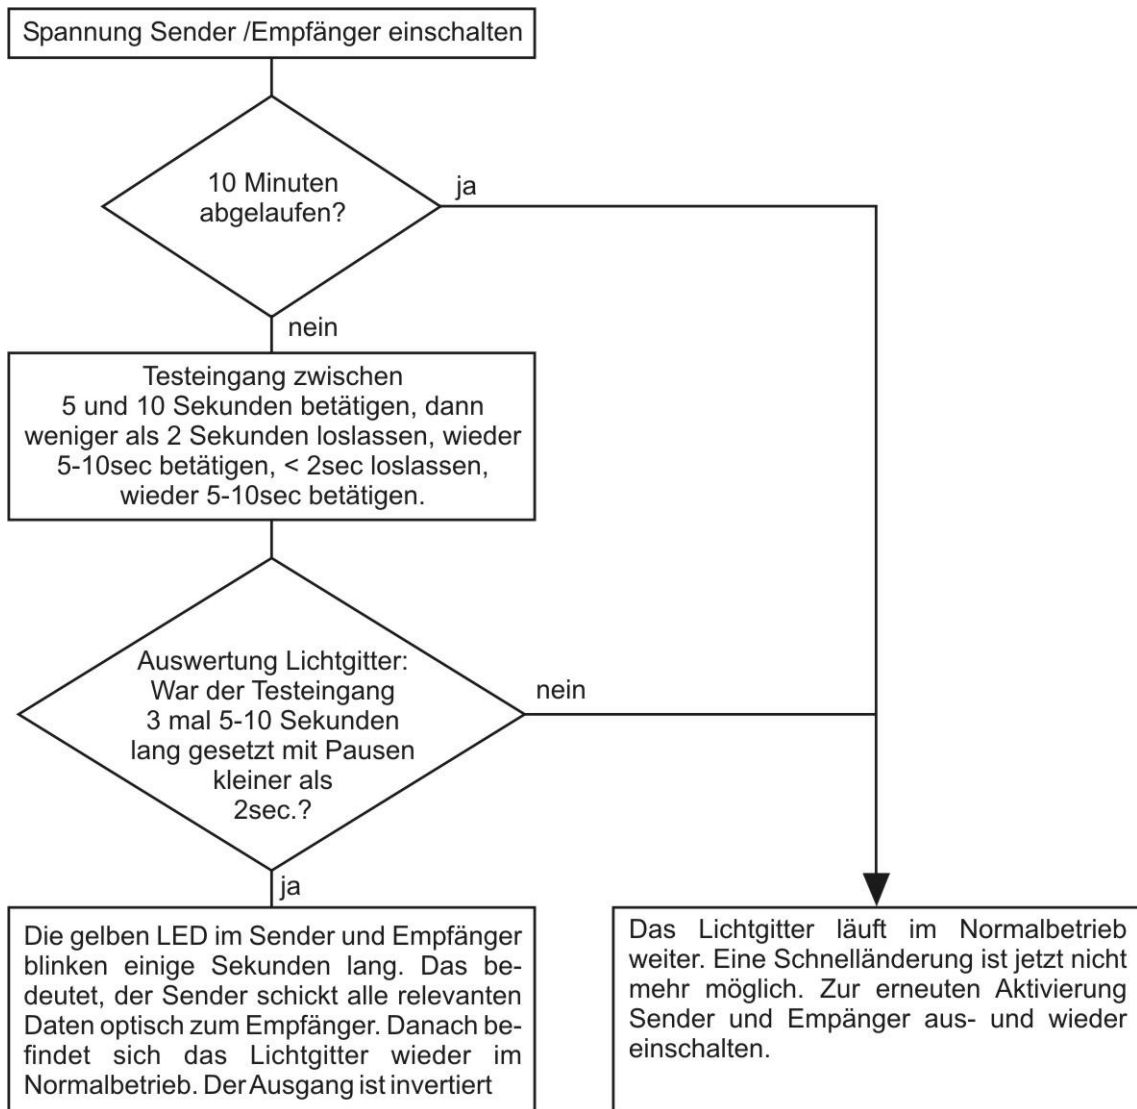 Spannung Sender /Empfänger einschalten
10 Minuten
abgelaufen?
ja
nein
Testeingang zwischen
5 und 10 Sekunden betätigen, dann
weniger als 2 Sekunden loslassen, wieder
5-10sec betätigen, < 2sec loslassen,
wieder 5-10sec betätigen.
Auswertung Lichtgitter:
War der Testeingang
3 mal 5-10 Sekunden
lang gesetzt mit Pausen
kleiner als
2sec.?
nein
ja
Die gelben LED im Sender und Empfänger
blinken einige Sekunden lang. Das be-
deutet, der Sender schickt alle relevanten
Daten optisch zum Empfänger. Danach be-
findet sich das Lichtgitter wieder im
Normalbetrieb. Der Ausgang ist invertiert
Das Lichtgitter läuft im Normalbetrieb
weiter. Eine Schnelländerung ist jetzt nicht
mehr möglich. Zur erneuten Aktivierung
Sender und Empänger aus- und wieder
einschalten.